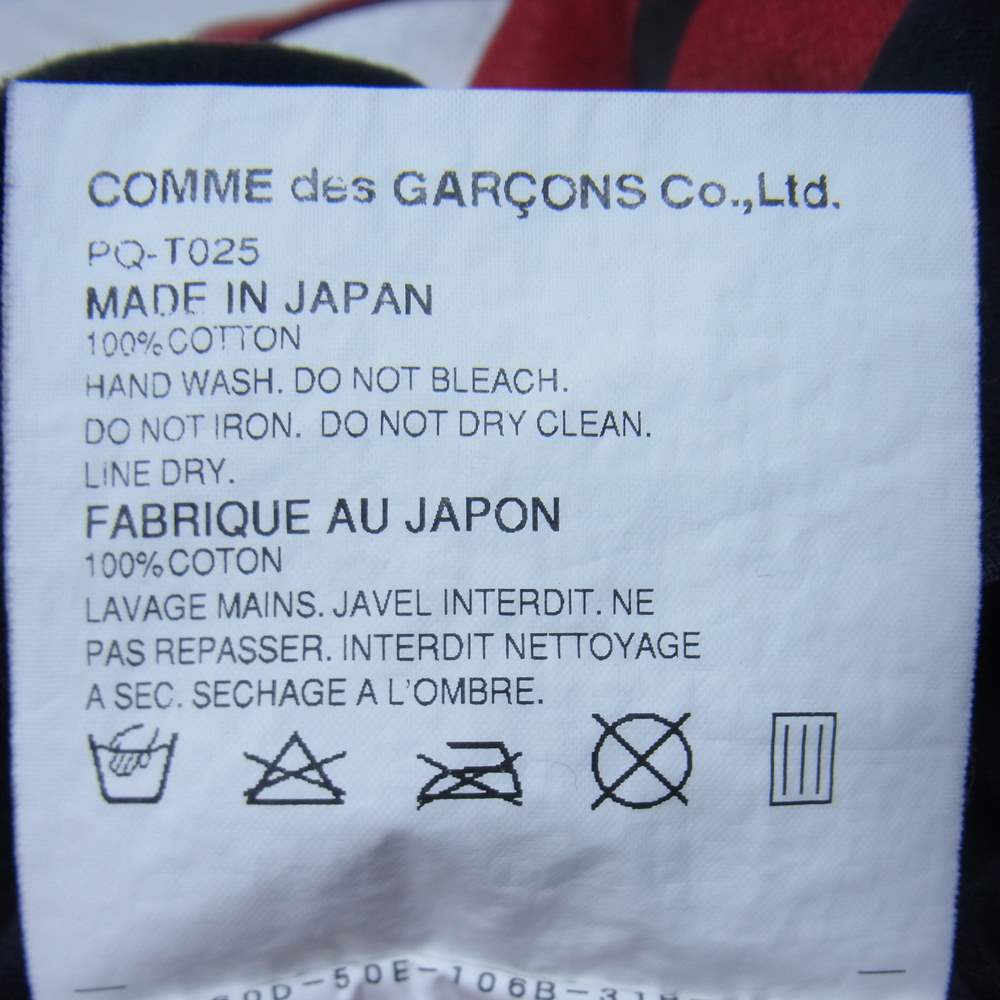 COMME des GARÇONS Co.,Ltd.
PQ-T025
MADE IN JAPAN
100% COTTON
HAND WASH. DO NOT BLEACH.
DO NOT IRON. DO NOT DRY CLEAN.
LINE DRY.
FABRIQUE AU JAPON
100% COTON
LAVAGE MAINS. JAVEL INTERDIT. NE
PAS REPASSER. INTERDIT NETTOYAGE
A SEC. SECHAGE A L'OMBRE.
-50E-106B-